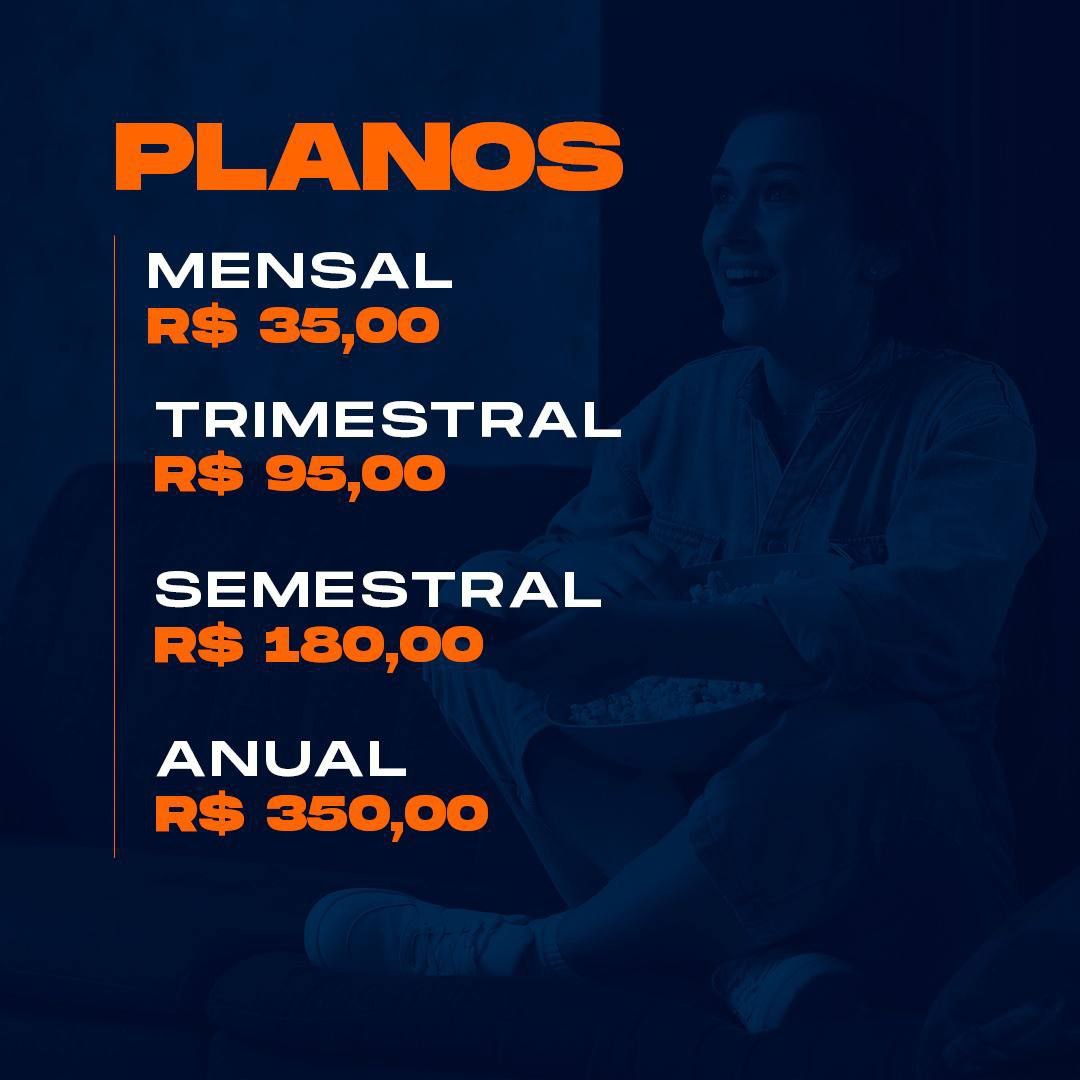 PLANOS
MENSAL
R$ 35,00
TRIMESTRAL
R$ 95,00
SEMESTRAL
R$ 180,00
ANUAL
R$ 350,00